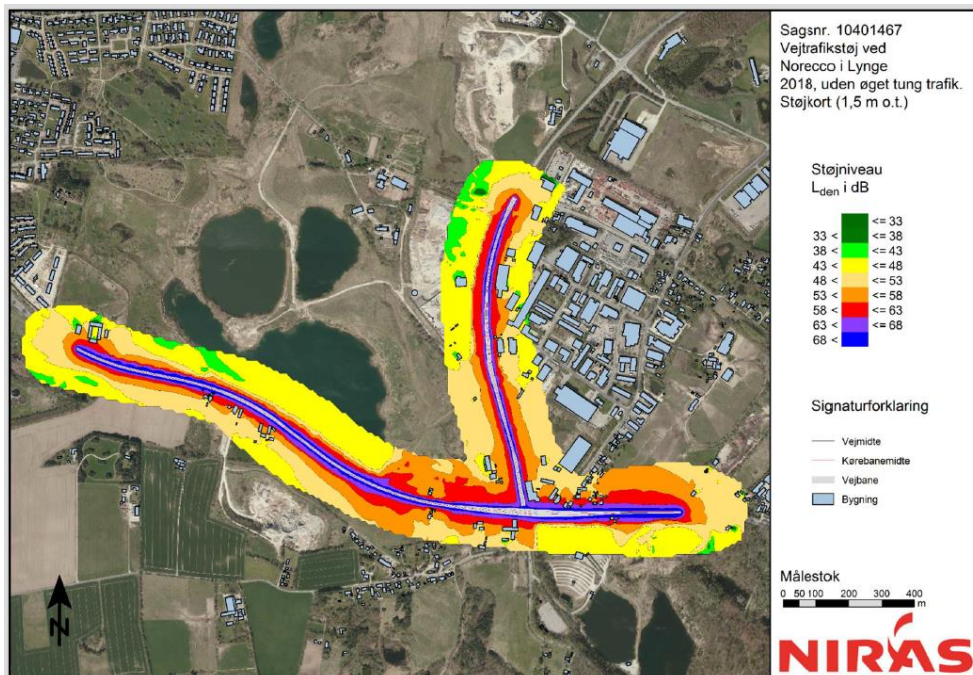 Sagsnr. 10401467
Vejtrafikstøj ved
Norecco i Lynge
2018, uden øget tung trafik.
Støjkort (1,5 m o.t.)
Støjniveau
Lden i dB
<= 33
33 < <= 38
38 < <= 43
43 < <= 48
48 < <= 53
53 < <= 58
58 < <= 63
63 < <= 68
68 <
Signaturforklaring
Vejmidte
Kørebanemidte
Vejbane
Bygning
N
Målestok
0 50 100 200 300 400
m
NIRAS